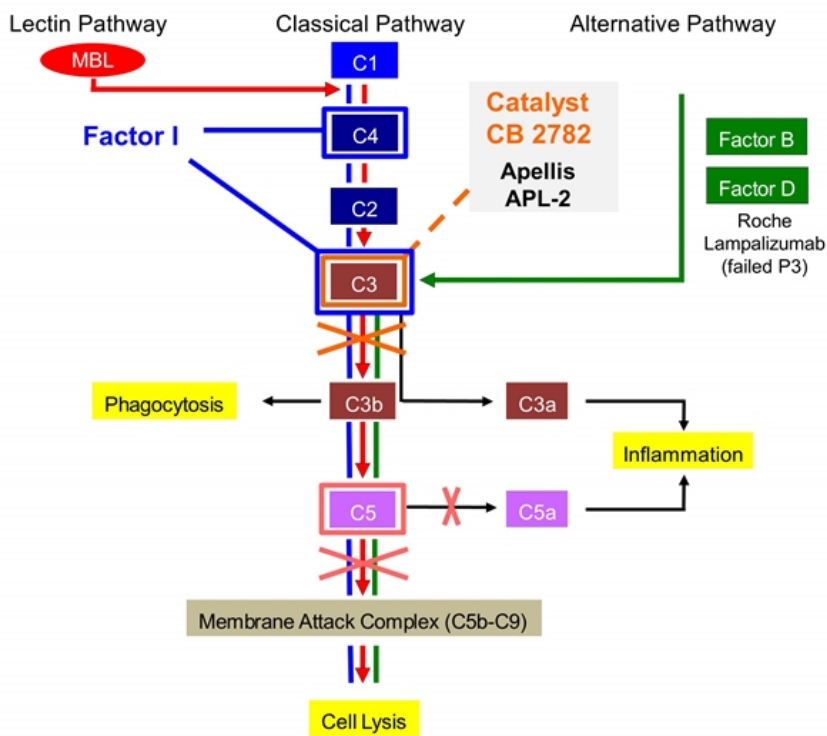 Lectin Pathway
Classical Pathway
Alternative Pathway
MBL
C1
Factor I
C4
Catalyst
CB 2782
Apellis
APL-2
Factor B
Factor D
Roche
Lampalizumab
(failed P3)
C2
C3
Phagocytosis
C3b
C3a
Inflammation
C5
C5a
Membrane Attack Complex (C5b-C9)
Cell Lysis